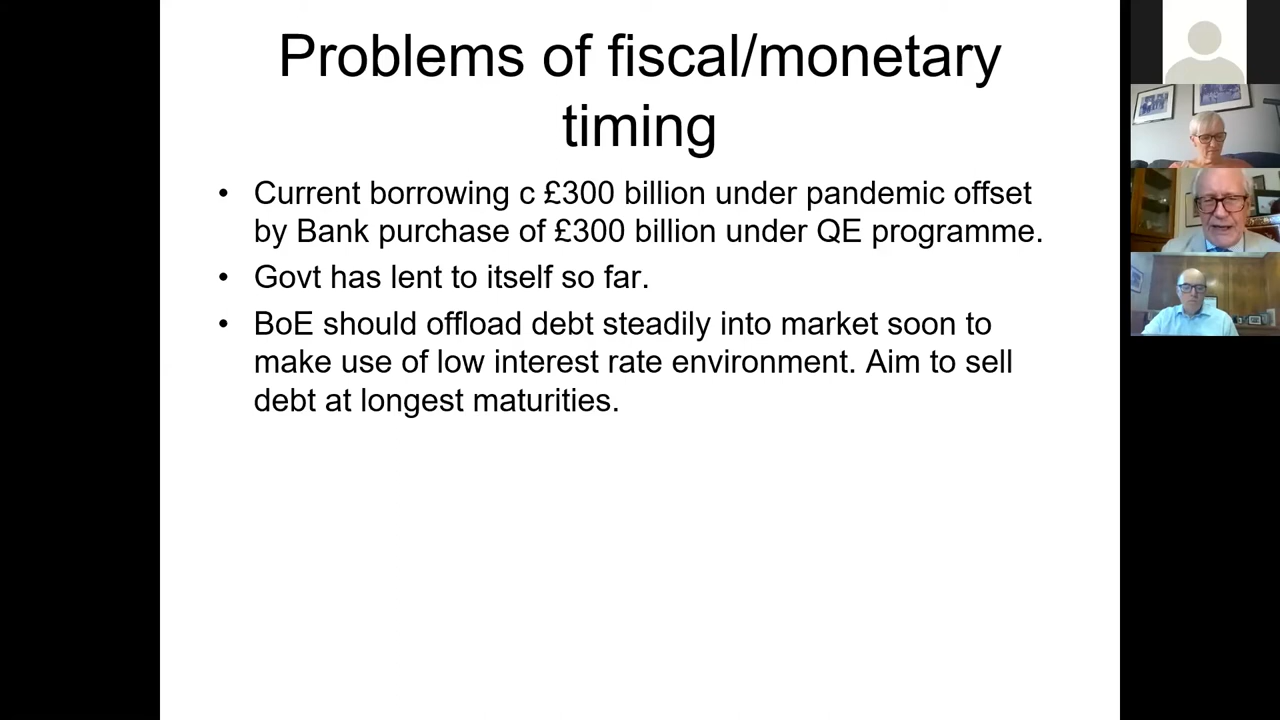 Problems of fiscal/monetary
timing
• Current borrowing c £300 billion under pandemic offset
by Bank purchase of £300 billion under QE programme.
• Govt has lent to itself so far.
• BoE should offload debt steadily into market soon to
make use of low interest rate environment. Aim to sell
debt at longest maturities.